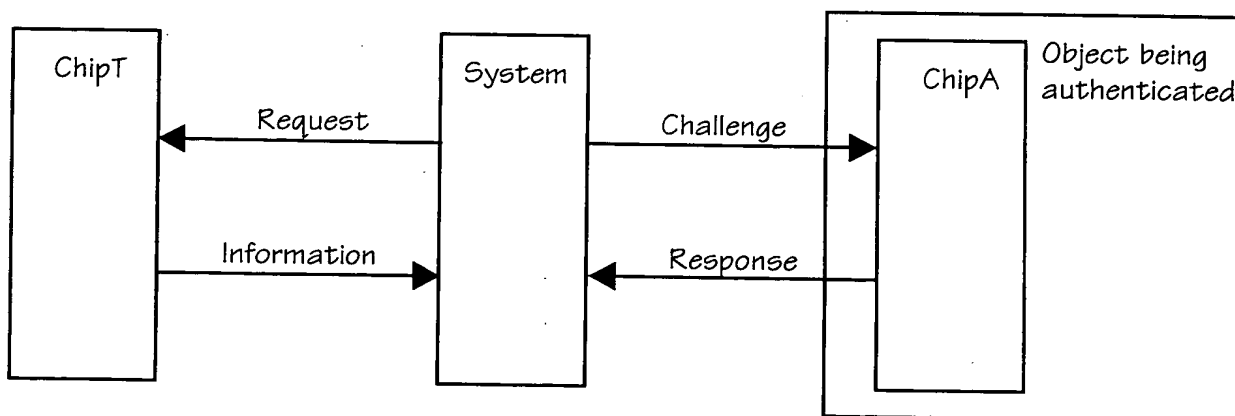 ChipT
System
ChipA
Object being
authenticated
Request
Challenge
Information
Response